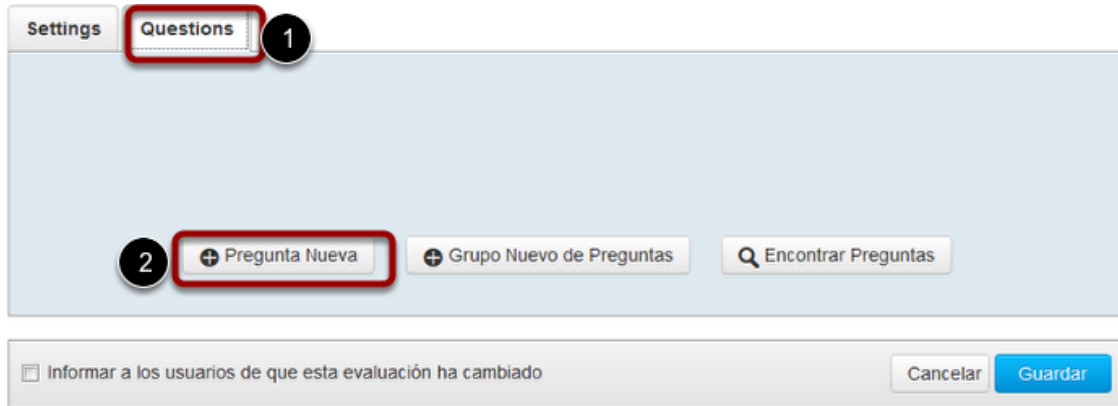 Settings Questions 1
2 Pregunta Nueva Grupo Nuevo de Preguntas Encontrar Preguntas
Informar a los usuarios de que esta evaluación ha cambiado Cancelar Guardar